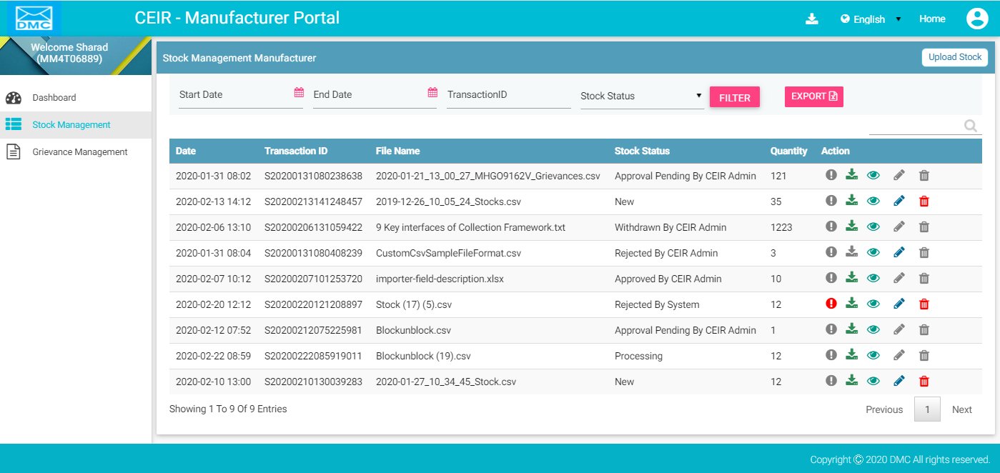 DMC
CEIR - Manufacturer Portal
English
Home
Welcome Sharad
(MM4T06889)
Dashboard
Stock Management
Grievance Management
Stock Management Manufacturer
Upload Stock
Start Date End Date TransactionID Stock Status FILTER EXPORT
Date Transaction ID File Name Stock Status Quantity Action
2020-01-31 08:02 S20200131080238638 2020-01-21_13_00_27_MHGO9162V_Grievances.csv Approval Pending By CEIR Admin 121
2020-02-13 14:12 S20200213141248457 2019-12-26_10_05_24_Stocks.csv New 35
2020-02-06 13:10 S20200206131059422 9 Key interfaces of Collection Framework.txt Withdrawn By CEIR Admin 1223
2020-01-31 08:04 S20200131080408239 CustomCsvSampleFileFormat.csv Rejected By CEIR Admin 3
2020-02-07 10:12 S20200207101253720 importer-field-description.xlsx Approved By CEIR Admin 10
2020-02-20 12:12 S20200220121208897 Stock (17) (5).csv Rejected By System 12
2020-02-12 07:52 S20200212075225981 Blockunblock.csv Approval Pending By CEIR Admin 1
2020-02-22 08:59 S20200222085919011 Blockunblock (19).csv Processing 12
2020-02-10 13:00 S20200210130039283 2020-01-27_10_34_45_Stock.csv New 12
Showing 1 To 9 Of 9 Entries
Previous 1 Next
Copyright © 2020 DMC All rights reserved.